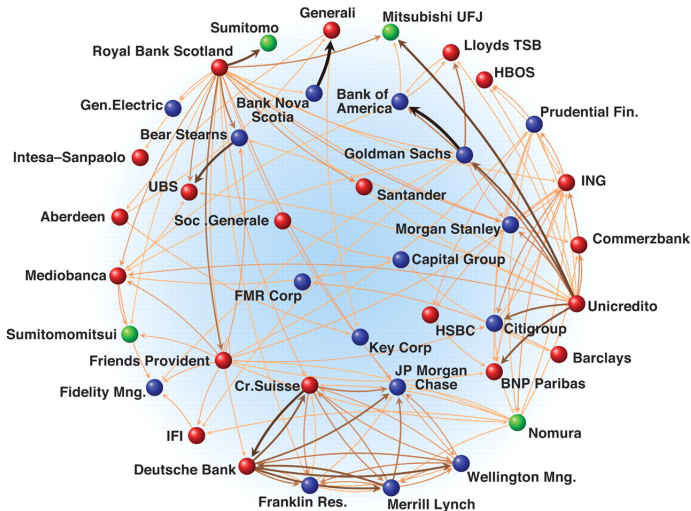 Generali
Sumitomo
Mitsubishi UFJ
Royal Bank Scotland
Lloyds TSB
HBOS
Gen.Electric
Bank Nova
Scotia
Bank of
America
Prudential Fin.
Bear Stearns
Goldman Sachs
Intesa–Sanpaolo
UBS
Santander
ING
Aberdeen
Soc .Generale
Morgan Stanley
Commerzbank
Capital Group
Mediobanca
FMR Corp
Unicredito
HSBC
Citigroup
Sumitomomitsui
Key Corp
Friends Provident
Barclays
JP Morgan
Chase
BNP Paribas
Cr.Suisse
Fidelity Mng.
Nomura
IFI
Deutsche Bank
Wellington Mng.
Franklin Res.
Merrill Lynch